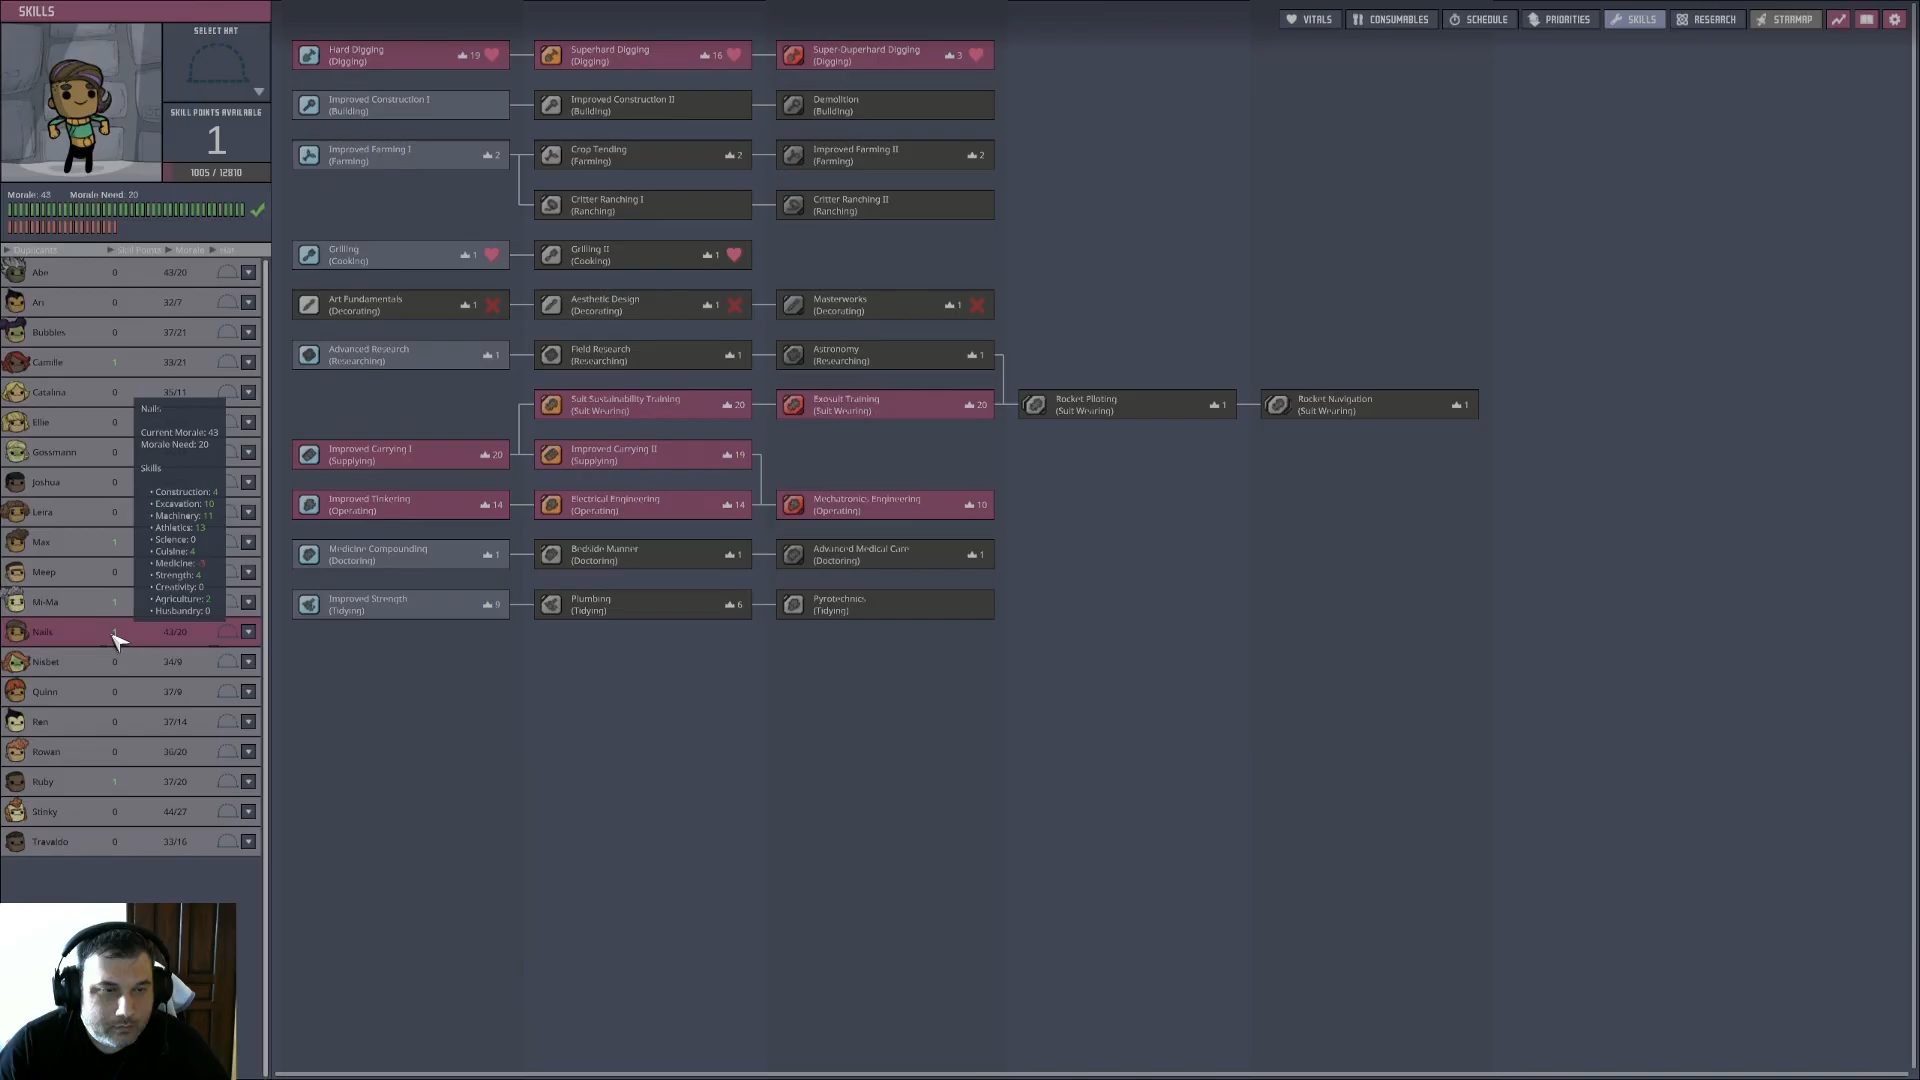 SKILLS
SELECT HAT
SKILL POINTS AVAILABLE
1
1005 / 12810
Morale: 43 Morale Need: 20
Duplicants Skill Points Morale Hat
Abe 0 43/20
Ari 0 32/7
Bubbles 0 37/21
Camille 1 33/21
Catalina 0 35/11
Ellie
Gossmann
Joshua
Leira
Max 1
Meep 0
Mi-Ma 1
Nails 43/20
Nisbet 0 34/9
Quinn 0 37/9
Ren 0 37/14
Rowan 0 36/20
Ruby 1 37/20
Stinky 0 44/27
Travaldo 0 33/16
Nails
Current Morale: 43
Morale Need: 20
Skills
• Construction: 4
• Excavation: 10
• Machinery: 11
• Athletics: 13
• Science: 0
• Cuisine: 4
• Medicine: -3
• Strength: 4
• Creativity: 0
• Agriculture: 2
• Husbandry: 0
VITALS CONSUMABLES SCHEDULE PRIORITIES SKILLS RESEARCH STARMAP
Hard Digging
(Digging) 19
Superhard Digging
(Digging) 16
Super-Duperhard Digging
(Digging) 3
Improved Construction I
(Building)
Improved Construction II
(Building)
Demolition
(Building)
Improved Farming I
(Farming) 2
Crop Tending
(Farming) 2
Improved Farming II
(Farming) 2
Critter Ranching I
(Ranching)
Critter Ranching II
(Ranching)
Grilling
(Cooking) 1
Grilling II
(Cooking) 1
Art Fundamentals
(Decorating) 1
Aesthetic Design
(Decorating) 1
Masterworks
(Decorating) 1
Advanced Research
(Researching) 1
Field Research
(Researching) 1
Astronomy
(Researching) 1
Suit Sustainability Training
(Suit Wearing) 20
Exosuit Training
(Suit Wearing) 20
Rocket Piloting
(Suit Wearing) 1
Rocket Navigation
(Suit Wearing) 1
Improved Carrying I
(Supplying) 20
Improved Carrying II
(Supplying) 19
Improved Tinkering
(Operating) 14
Electrical Engineering
(Operating) 14
Mechatronics Engineering
(Operating) 10
Medicine Compounding
(Doctoring) 1
Bedside Manner
(Doctoring) 1
Advanced Medical Care
(Doctoring) 1
Improved Strength
(Tidying) 9
Plumbing
(Tidying) 6
Pyrotechnics
(Tidying)